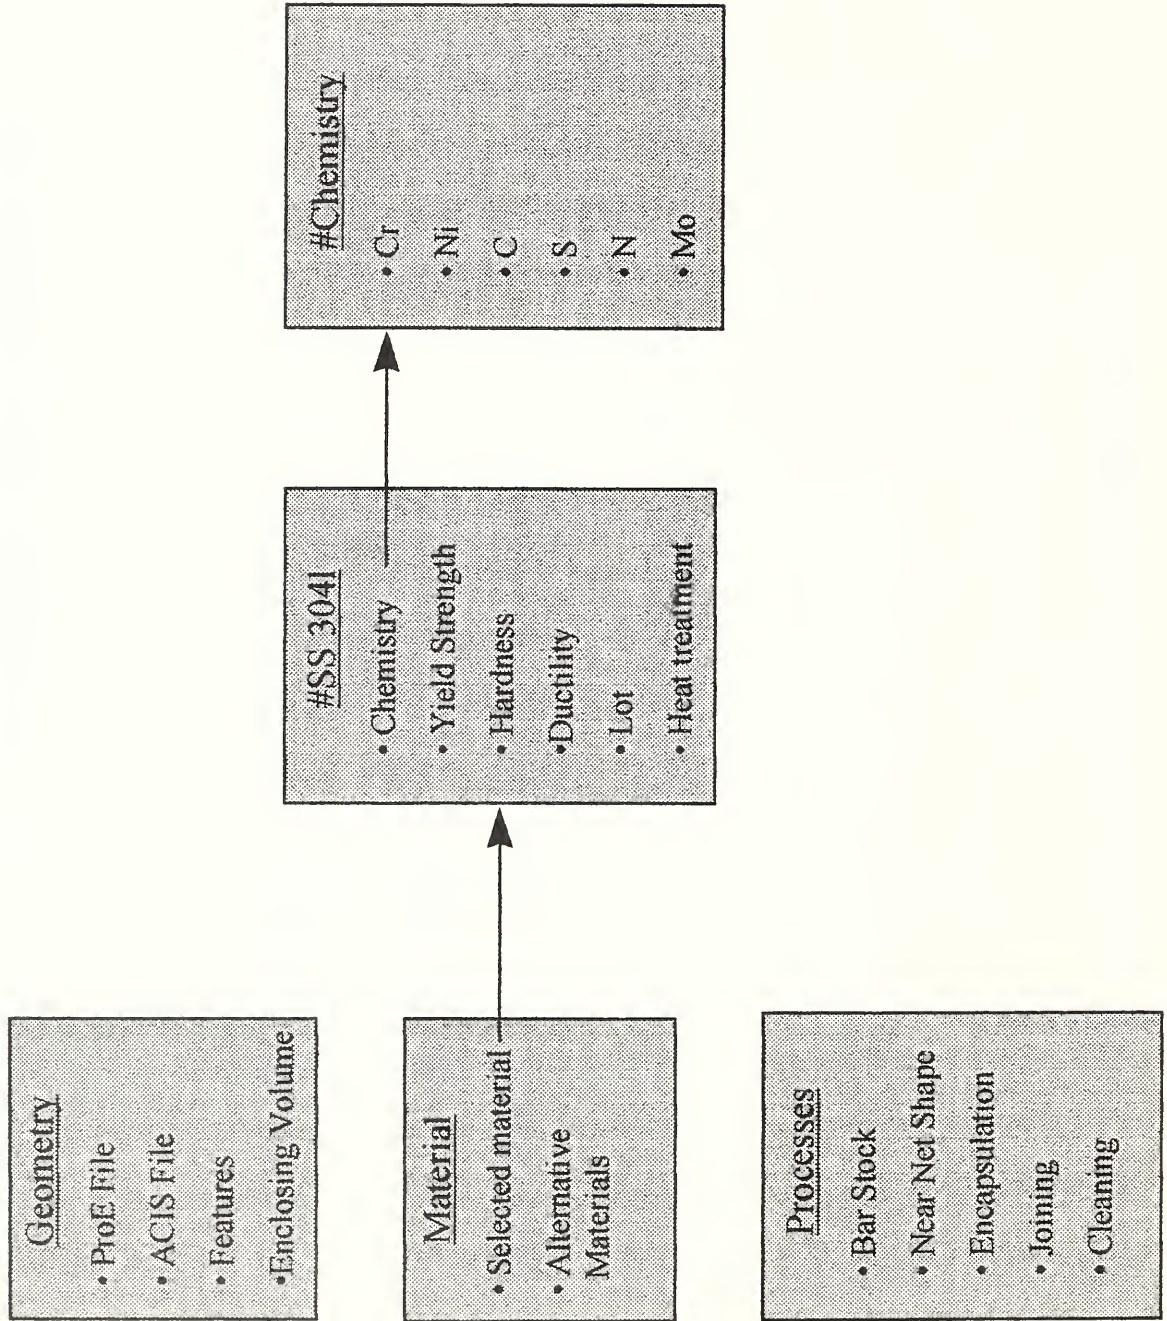 Geometry
• ProE File
• ACIS File
• Features
•Enclosing Volume
Material
• Selected material
• Alternative
Materials
Processes
• Bar Stock
• Near Net Shape
• Encapsulation
• Joining
• Cleaning
#SS 304l
• Chemistry
• Yield Strength
• Hardness
•Ductility
• Lot
• Heat treatment
#Chemistry
• Cr
• Ni
• C
• S
• N
• Mo